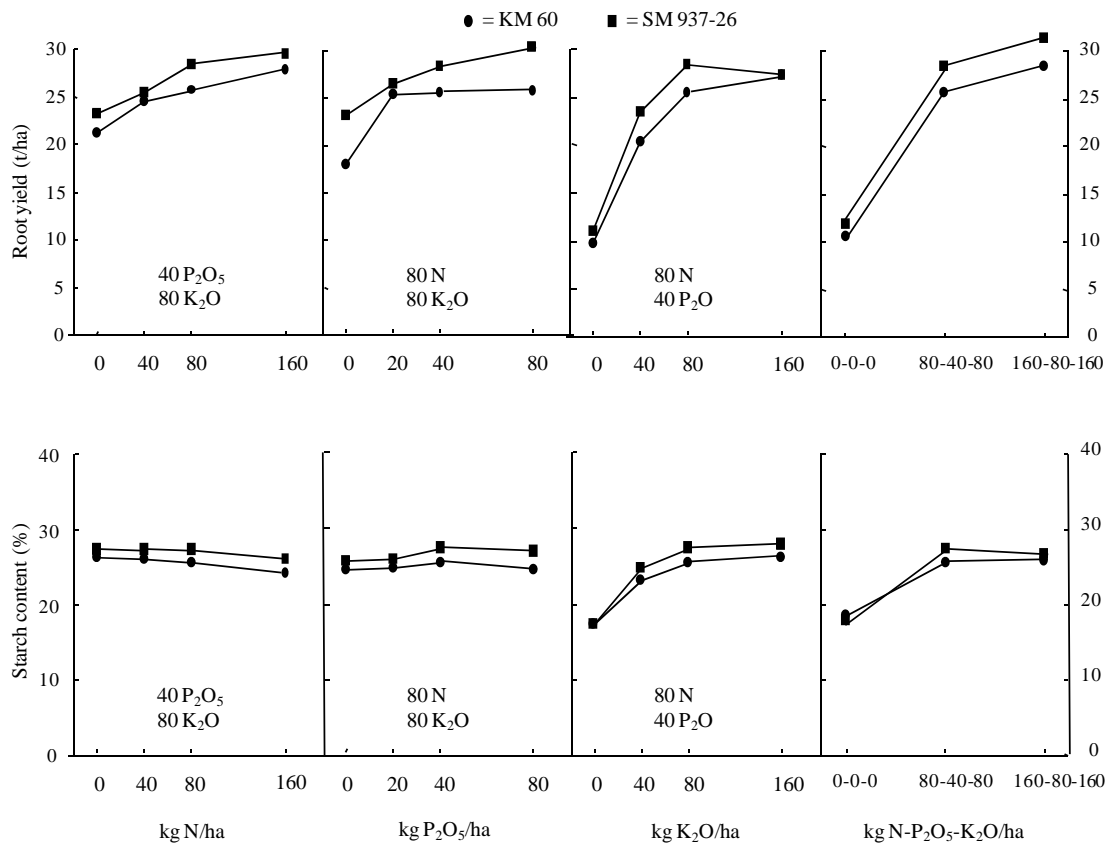 = KM 60 = SM 937-26
Root yield (t/ha)
30
25
20
15
10
5
0
40 P₂O₅
80 K₂O
80 N
80 K₂O
80 N
40 P₂O
30
25
20
15
10
5
0
0 40 80 160
0 20 40 80
0 40 80 160
0-0-0 80-40-80 160-80-160
Starch content (%)
40
30
20
10
0
40 P₂O₅
80 K₂O
80 N
80 K₂O
80 N
40 P₂O
40
30
20
10
0
0 40 80 160
0 20 40 80
0 40 80 160
0-0-0 80-40-80 160-80-160
kg N/ha
kg P₂O₅/ha
kg K₂O/ha
kg N-P₂O₅-K₂O/ha